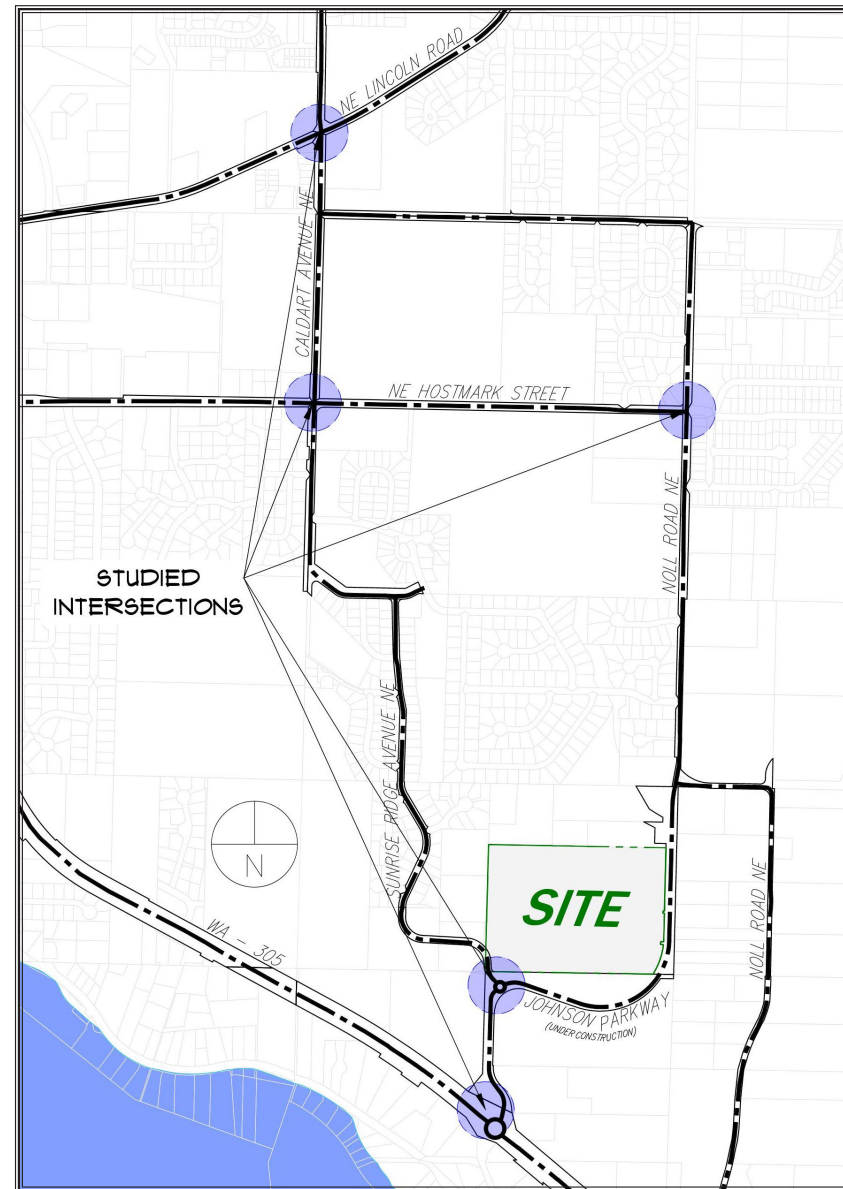 NE LINCOLN ROAD
CALDART AVENUE NE
NE HOSTMARK STREET
NOLL ROAD NE
STUDIED
INTERSECTIONS
SUNRISE RIDGE AVENUE NE
N
SITE
NOLL ROAD NE
WA - 305
JOHNSON PARKWAY
(UNDER CONSTRUCTION)